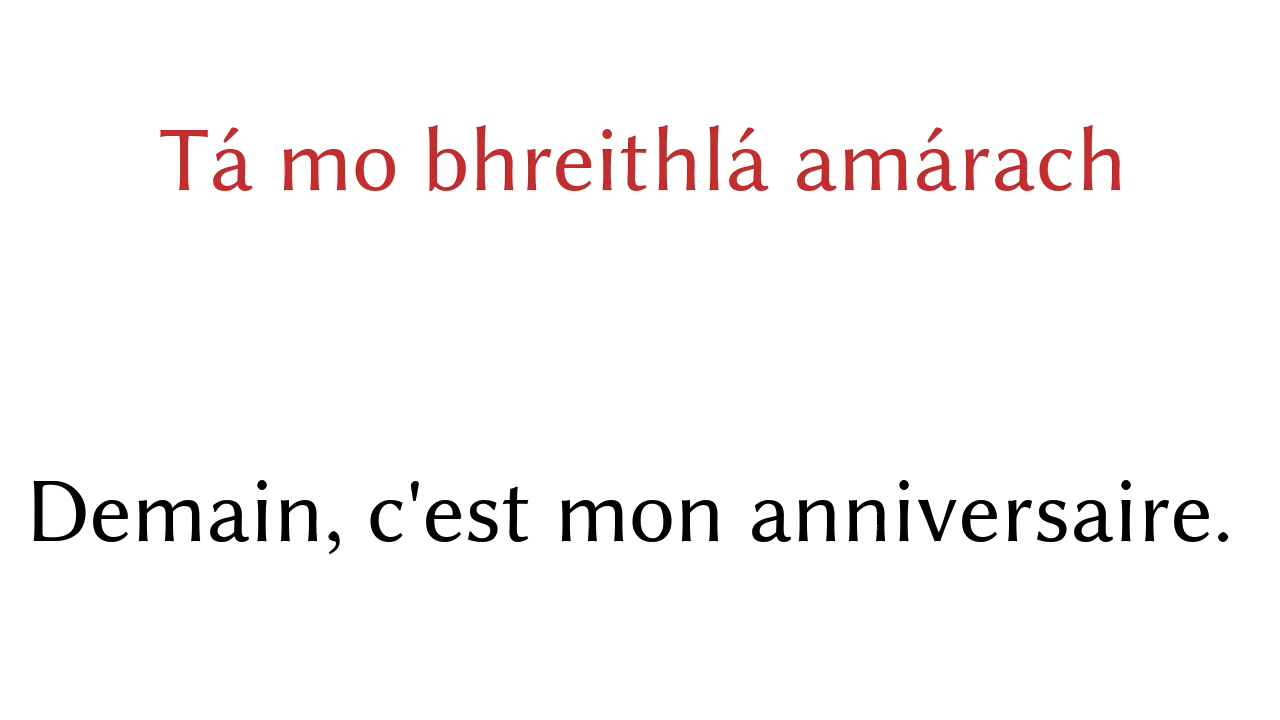 Tá mo bhreithlá amárach
Demain, c'est mon anniversaire.